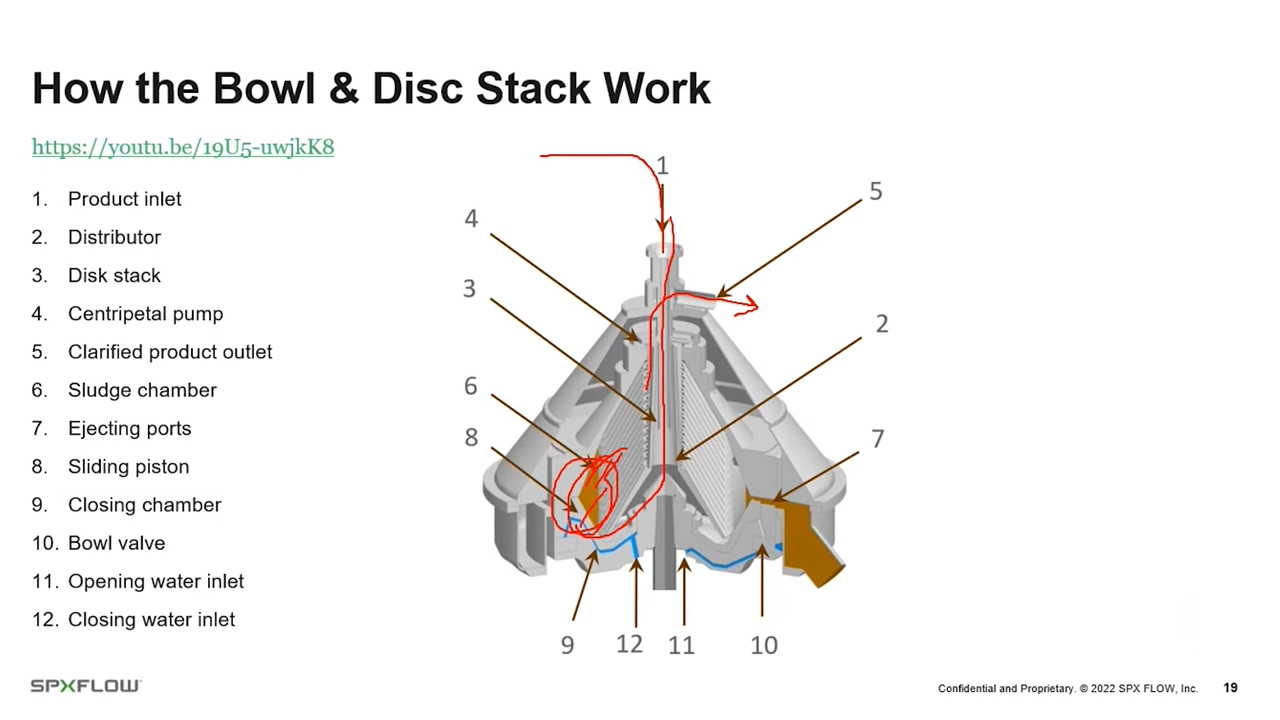 How the Bowl & Disc Stack Work
https://youtu.be/19U5-uwjkK8
1. Product inlet
2. Distributor
3. Disk stack
4. Centripetal pump
5. Clarified product outlet
6. Sludge chamber
7. Ejecting ports
8. Sliding piston
9. Closing chamber
10. Bowl valve
11. Opening water inlet
12. Closing water inlet
1
5
4
3
2
6
8
7
9
12
11
10
SPXFLOW
Confidential and Proprietary. © 2022 SPX FLOW, Inc.
19